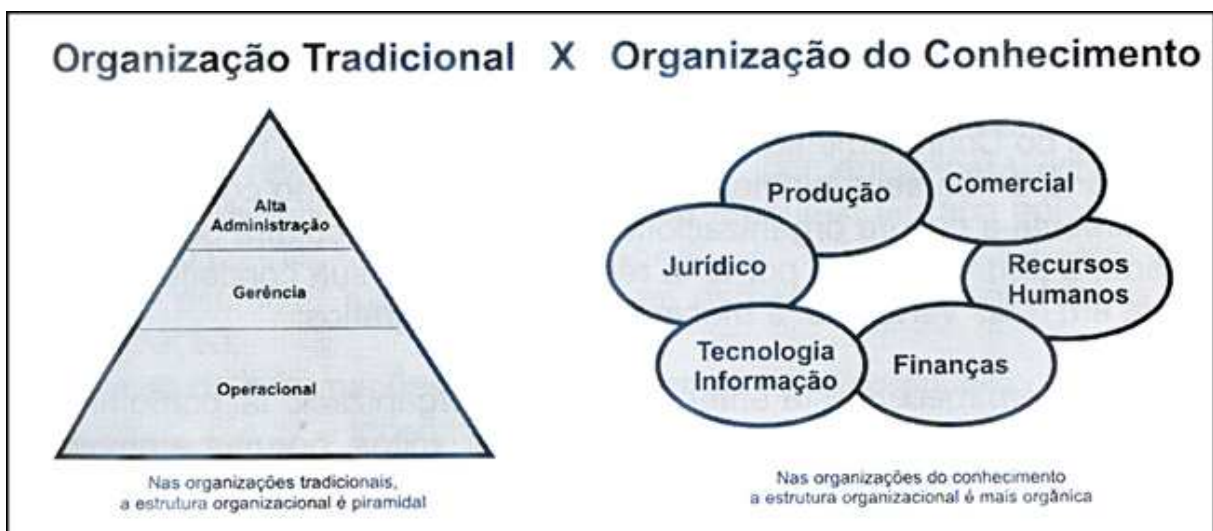 Organização Tradicional X Organização do Conhecimento
Alta
Administração
Gerência
Operacional
Nas organizações tradicionais,
a estrutura organizacional é piramidal
Produção
Comercial
Jurídico
Recursos
Humanos
Tecnologia
Informação
Finanças
Nas organizações do conhecimento
a estrutura organizacional é mais orgânica